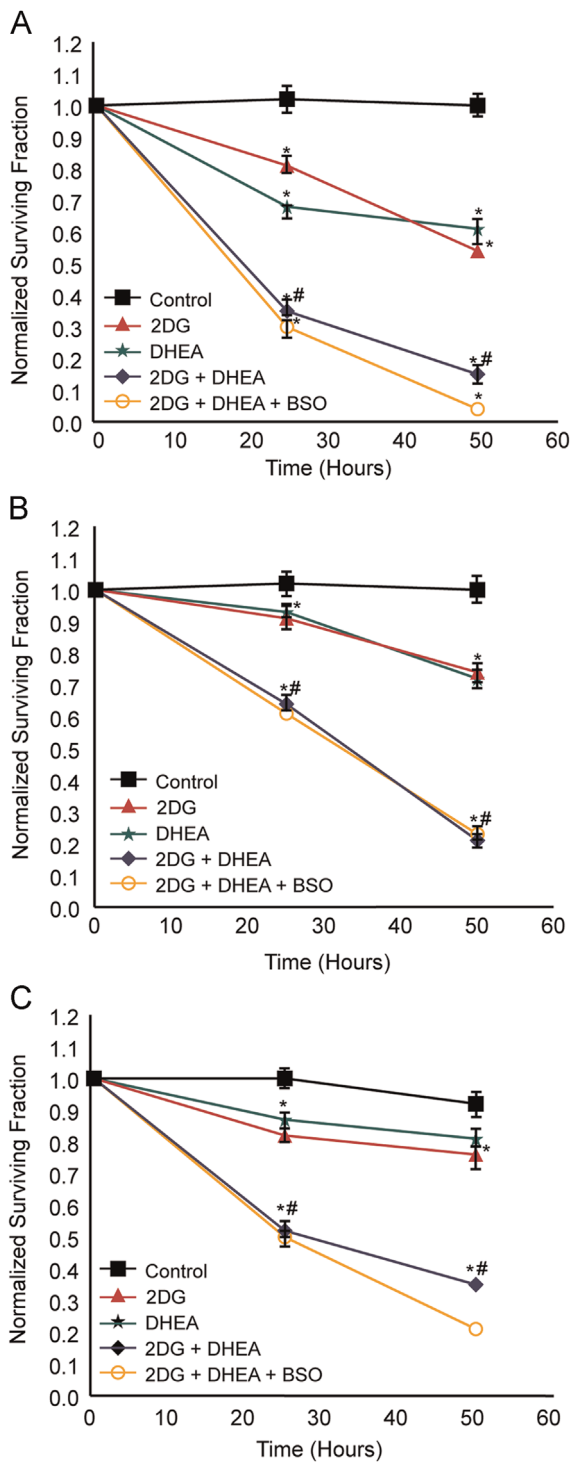 A
Normalized Surviving Fraction
1.2
1.1
1.0
0.9
0.8
0.7
0.6
0.5
0.4
0.3
0.2
0.1
0.0
*
*
*
*
*#
*
*#
*
Control
2DG
DHEA
2DG + DHEA
2DG + DHEA + BSO
0 10 20 30 40 50 60
Time (Hours)
B
Normalized Surviving Fraction
1.2
1.1
1.0
0.9
0.8
0.7
0.6
0.5
0.4
0.3
0.2
0.1
0.0
*
*
*#
*#
Control
2DG
DHEA
2DG + DHEA
2DG + DHEA + BSO
0 10 20 30 40 50 60
Time (Hours)
C
Normalized Surviving Fraction
1.2
1.1
1.0
0.9
0.8
0.7
0.6
0.5
0.4
0.3
0.2
0.1
0.0
*
*
*#
*#
Control
2DG
DHEA
2DG + DHEA
2DG + DHEA + BSO
0 10 20 30 40 50 60
Time (Hours)